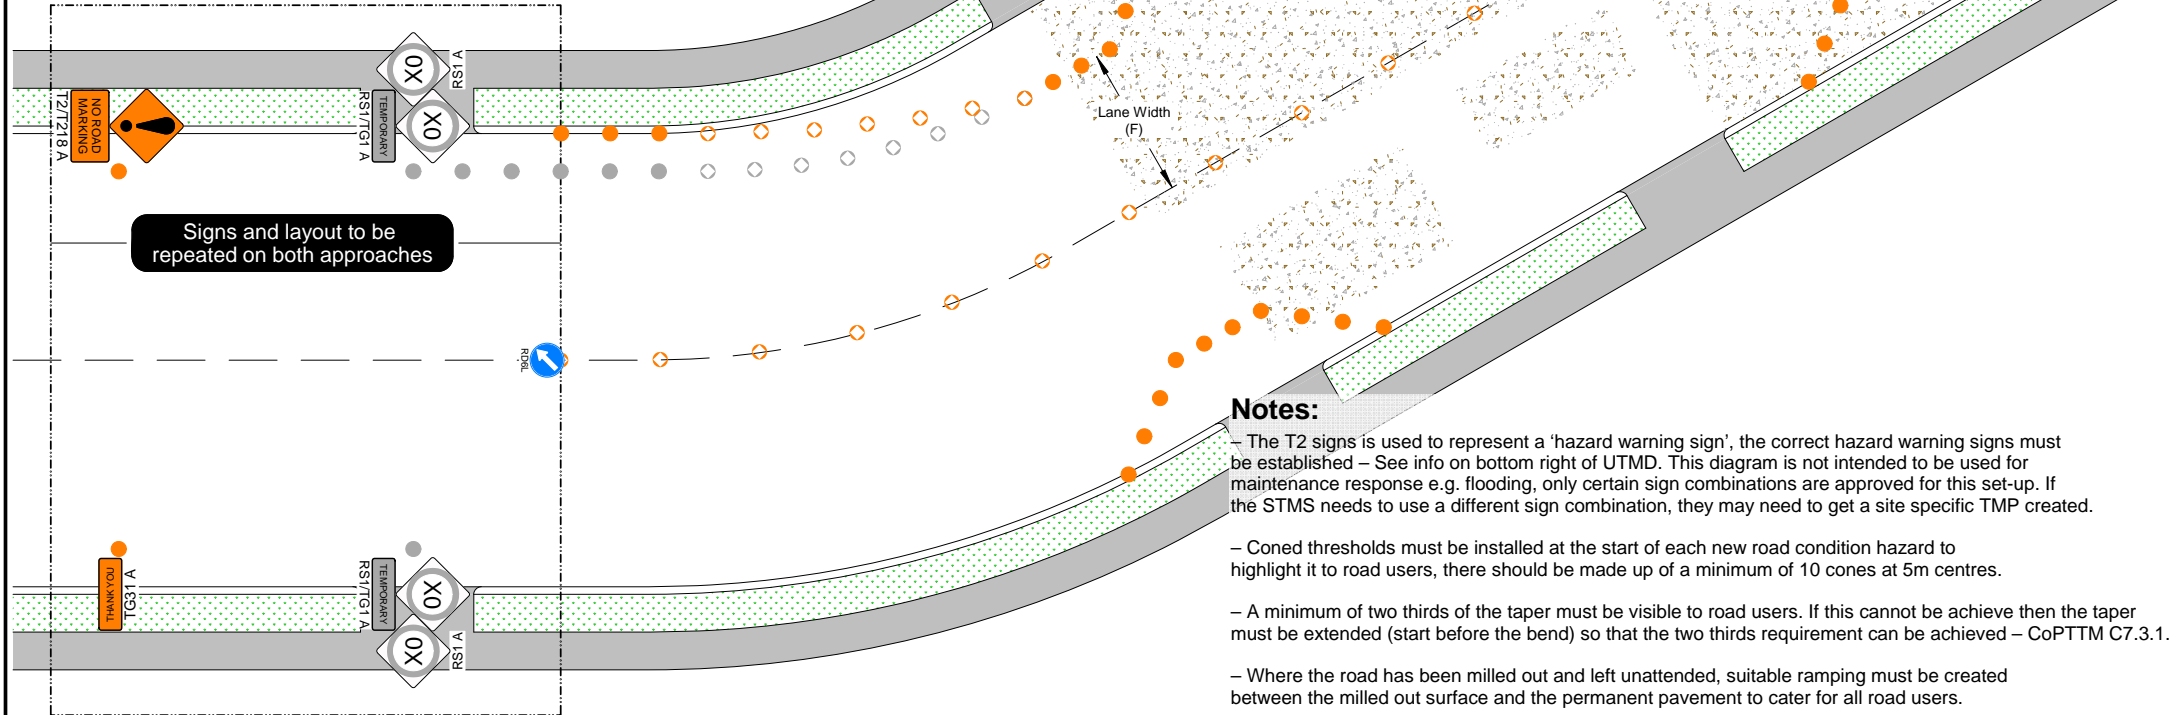 X0
RS1 A
NO ROAD
MARKING
T2/T218 A
TEMPORARY
X0
RS1/TG1 A
Lane Width
(F)
Signs and layout to be
repeated on both approaches
RD6L
THANK YOU
TG31 A
TEMPORARY
X0
RS1/TG1 A
X0
RS1 A
Notes:
– The T2 signs is used to represent a ‘hazard warning sign’, the correct hazard warning signs must
be established – See info on bottom right of UTMD. This diagram is not intended to be used for
maintenance response e.g. flooding, only certain sign combinations are approved for this set-up. If
the STMS needs to use a different sign combination, they may need to get a site specific TMP created.
– Coned thresholds must be installed at the start of each new road condition hazard to
highlight it to road users, there should be made up of a minimum of 10 cones at 5m centres.
– A minimum of two thirds of the taper must be visible to road users. If this cannot be achieve then the taper
must be extended (start before the bend) so that the two thirds requirement can be achieved – CoPTTM C7.3.1.
– Where the road has been milled out and left unattended, suitable ramping must be created
between the milled out surface and the permanent pavement to cater for all road users.